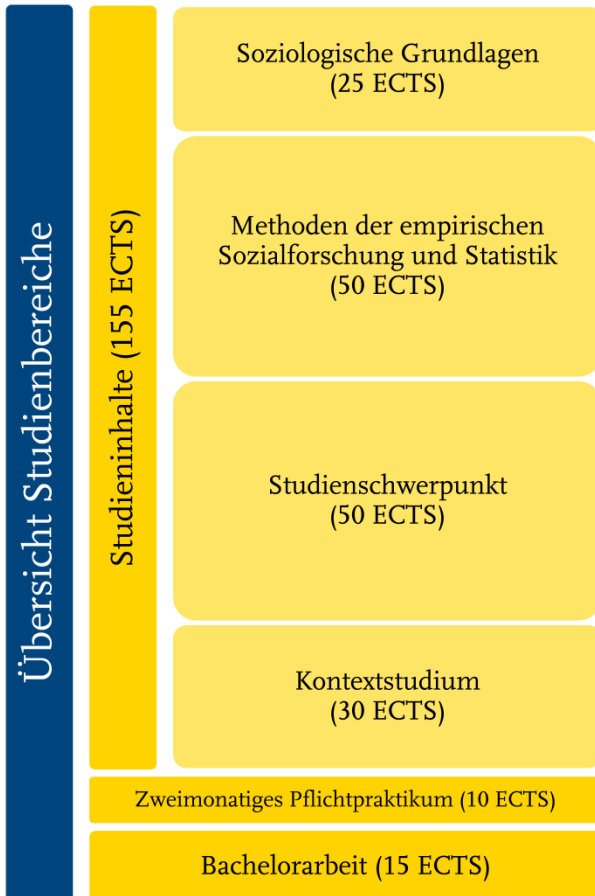 Übersicht Studienbereiche
Studieninhalte (155 ECTS)
Soziologische Grundlagen
(25 ECTS)
Methoden der empirischen
Sozialforschung und Statistik
(50 ECTS)
Studienschwerpunkt
(50 ECTS)
Kontextstudium
(30 ECTS)
Zweimonatiges Pflichtpraktikum (10 ECTS)
Bachelorarbeit (15 ECTS)